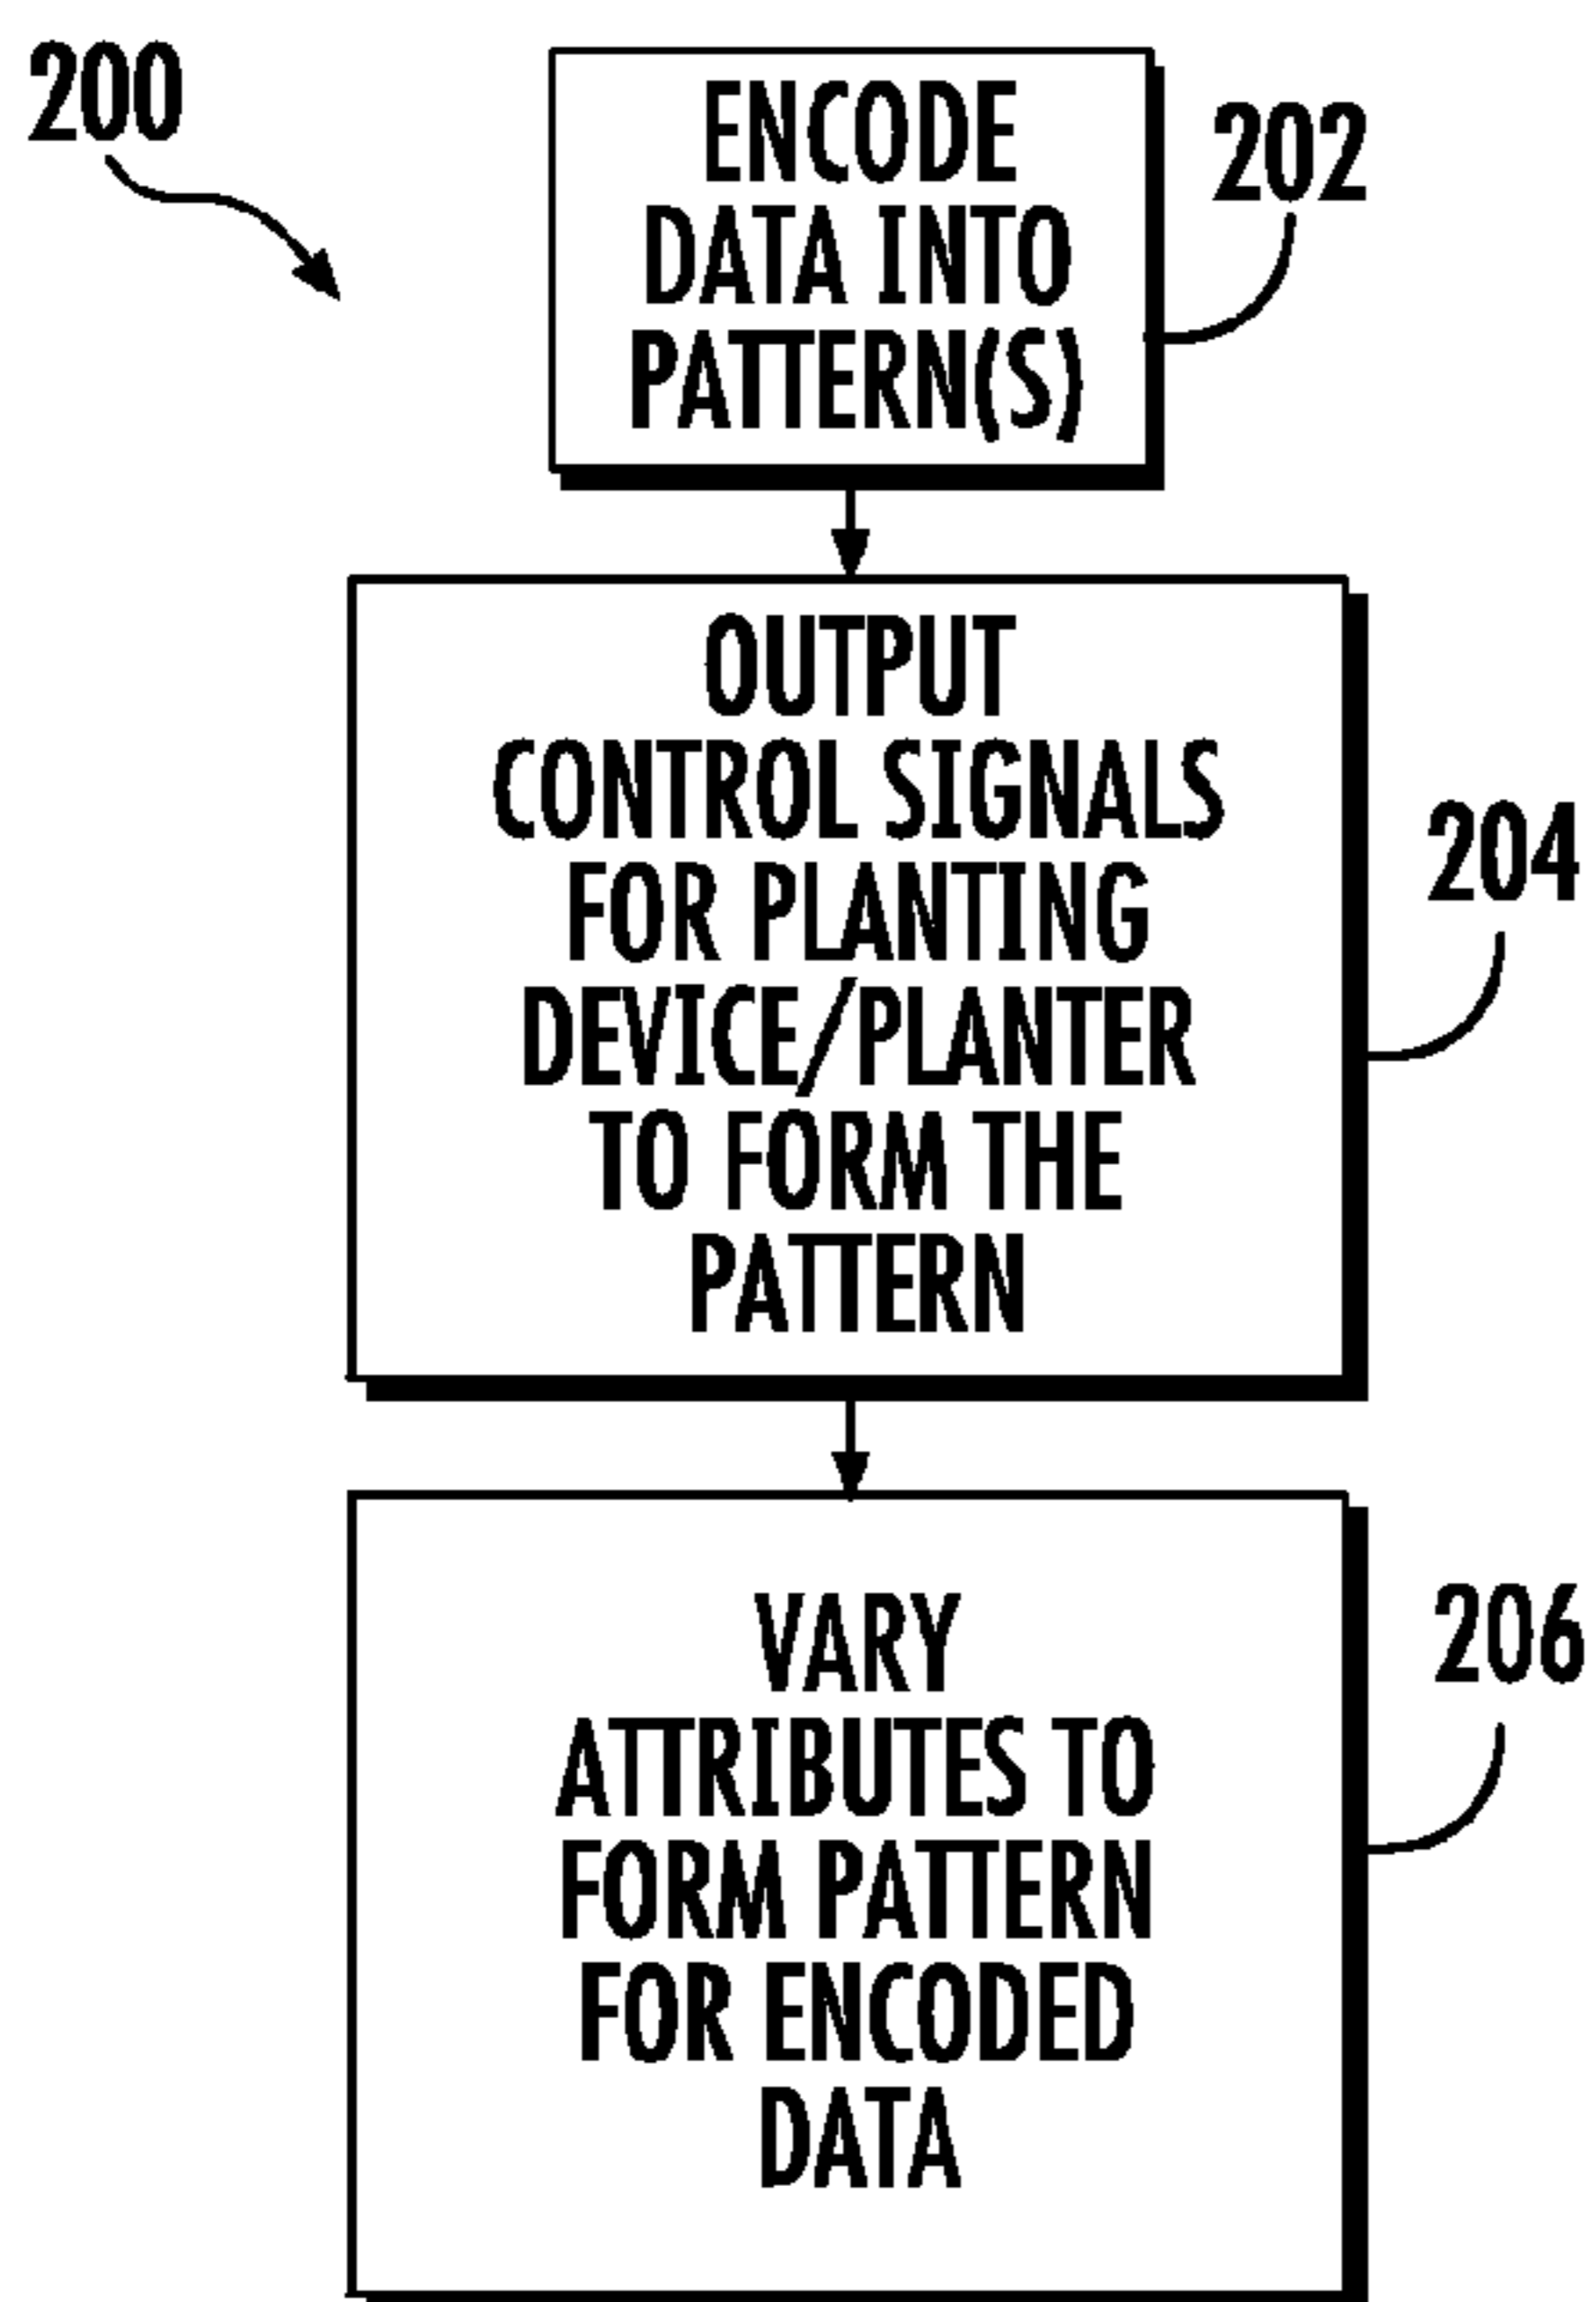 200
ENCODE
DATA INTO
PATTERN(S)
202
OUTPUT
CONTROL SIGNALS
FOR PLANTING
DEVICE/PLANTER
TO FORM THE
PATTERN
204
VARY
ATTRIBUTES TO
FORM PATTERN
FOR ENCODED
DATA
206